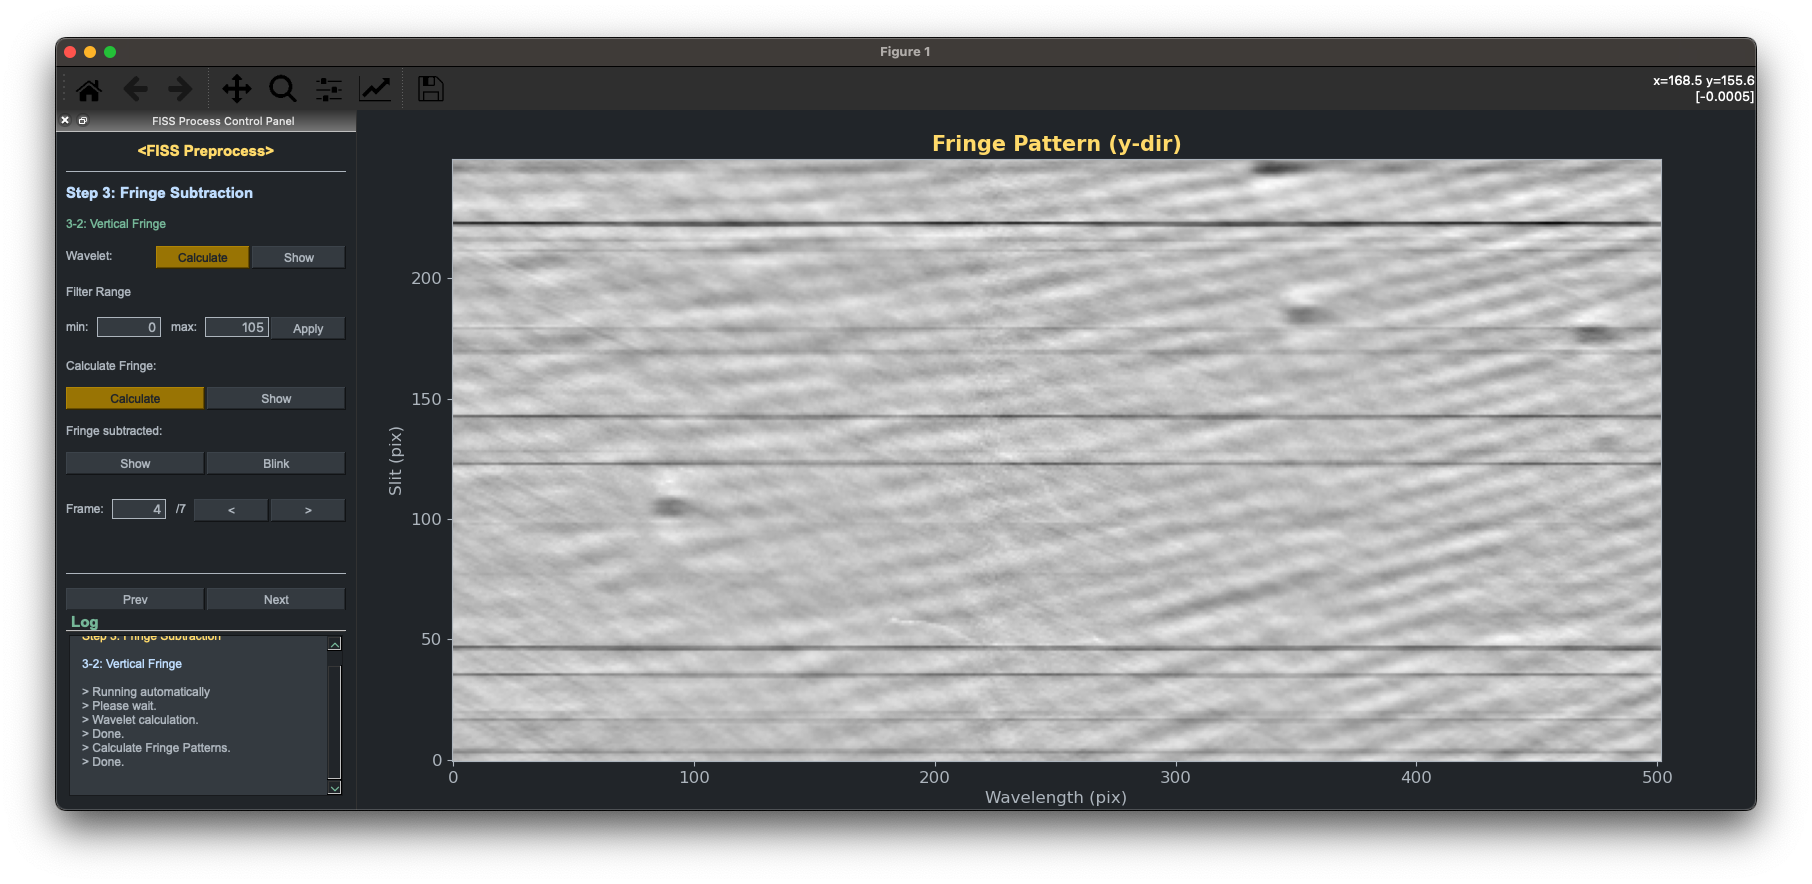 Figure 1
x=168.5 y=155.6
[-0.0005]
FISS Process Control Panel
<FISS Preprocess>
Step 3: Fringe Subtraction
3-2: Vertical Fringe
Wavelet: Calculate Show
Filter Range
min: 0 max: 105 Apply
Calculate Fringe:
Calculate Show
Fringe subtracted:
Show Blink
Frame: 4 /7 < >
Prev Next
Log
Step 3: Fringe Subtraction
3-2: Vertical Fringe
> Running automatically
> Please wait.
> Wavelet calculation.
> Done.
> Calculate Fringe Patterns.
> Done.
Fringe Pattern (y-dir)
200
150
100
50
0
Slit (pix)
0 100 200 300 400 500
Wavelength (pix)